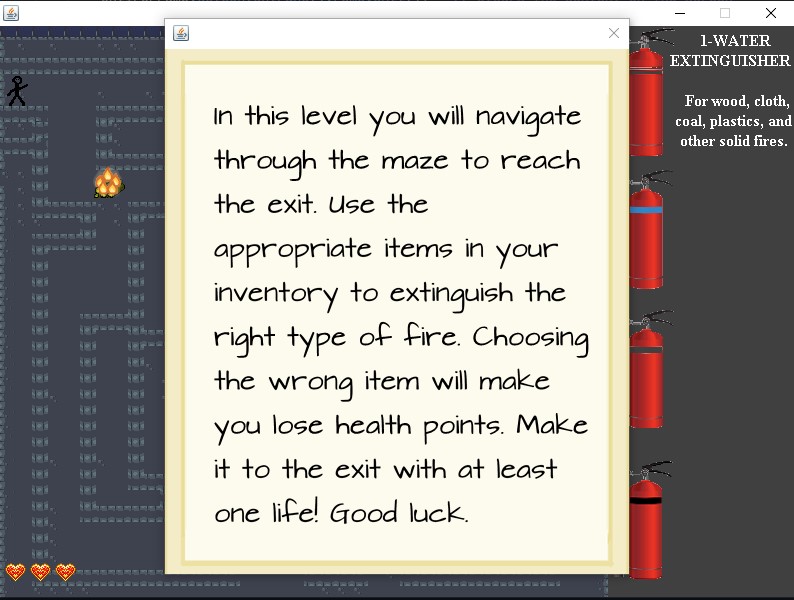 In this level you will navigate
through the maze to reach
the exit. Use the
appropriate items in your
inventory to extinguish the
right type of fire. Choosing
the wrong item will make
you lose health points. Make
it to the exit with at least
one life! Good luck.
1-WATER
EXTINGUISHER
For wood, cloth,
coal, plastics, and
other solid fires.